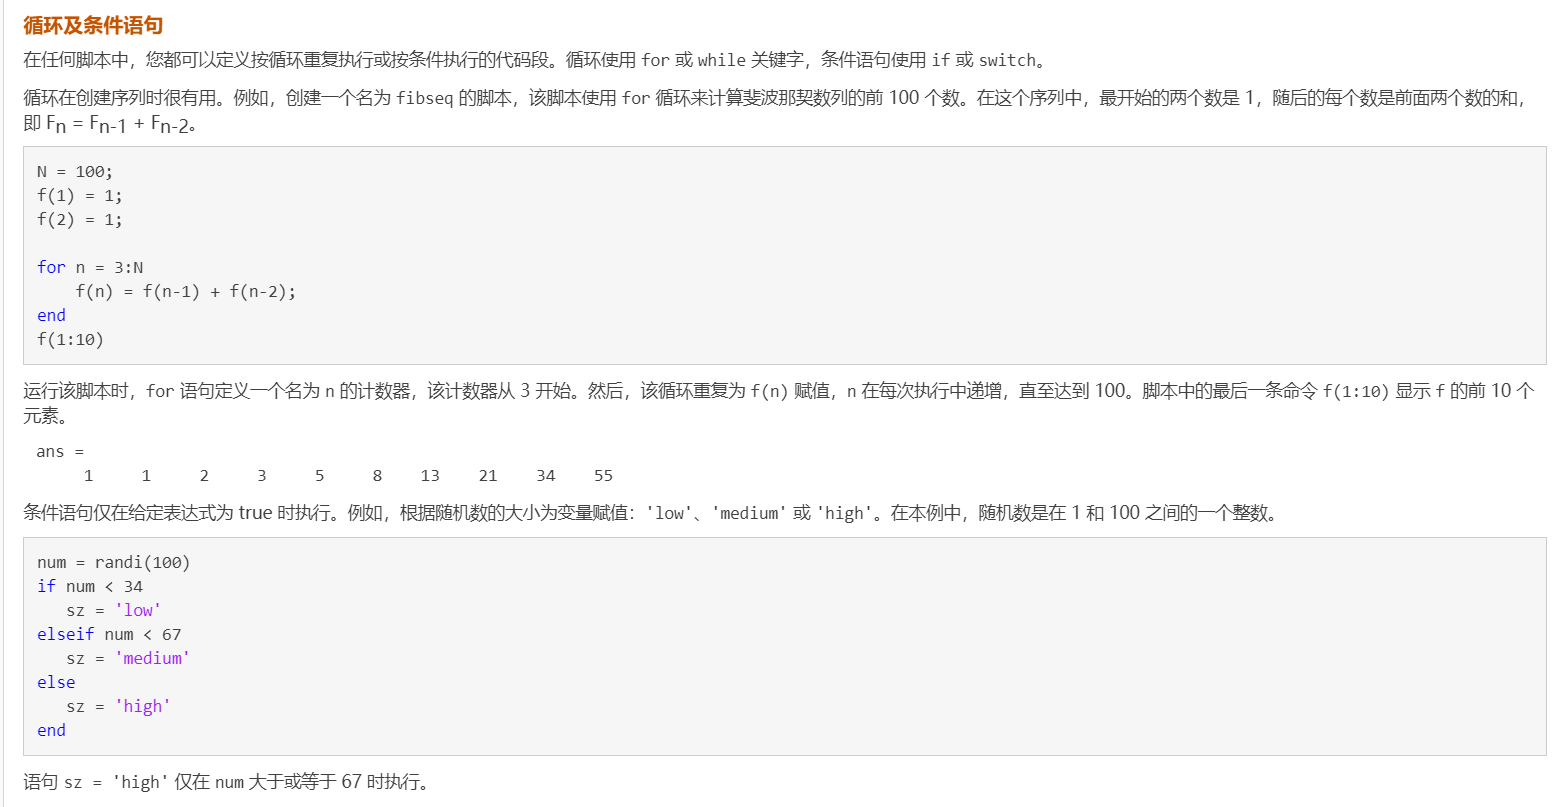 循环及条件语句
在任何脚本中，您都可以定义按循环重复执行或按条件执行的代码段。循环使用 for 或 while 关键字，条件语句使用 if 或 switch。
循环在创建序列时很有用。例如，创建一个名为 fibseq 的脚本，该脚本使用 for 循环来计算斐波那契数列的前 100 个数。在这个序列中，最开始的两个数是 1，随后的每个数是前面两个数的和，
即 Fn = Fn-1 + Fn-2。
N = 100;
f(1) = 1;
f(2) = 1;
for n = 3:N
f(n) = f(n-1) + f(n-2);
end
f(1:10)
运行该脚本时，for 语句定义一个名为 n 的计数器，该计数器从 3 开始。然后，该循环重复为 f(n) 赋值，n 在每次执行中递增，直至达到 100。脚本中的最后一条命令 f(1:10) 显示 f 的前 10 个
元素。
ans =
1 1 2 3 5 8 13 21 34 55
条件语句仅在给定表达式为 true 时执行。例如，根据随机数的大小为变量赋值：'low'、'medium' 或 'high'。在本例中，随机数是在 1 和 100 之间的一个整数。
num = randi(100)
if num < 34
sz = 'low'
elseif num < 67
sz = 'medium'
else
sz = 'high'
end
语句 sz = 'high' 仅在 num 大于或等于 67 时执行。